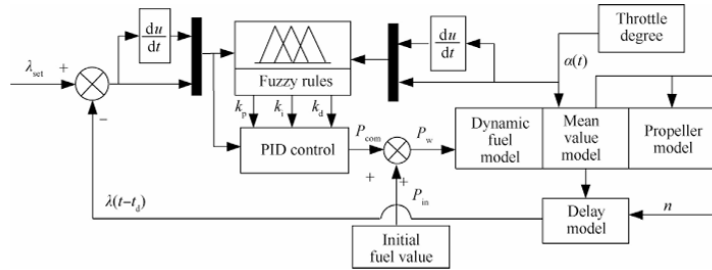 λset
+
−
du
dt
Fuzzy rules
kp
ki
kd
PID control
Pcom
+
+
Pin
Pw
du
dt
α(t)
Throttle
degree
Dynamic
fuel
model
Mean
value
model
Propeller
model
λ(t−td)
Initial
fuel value
Delay
model
n